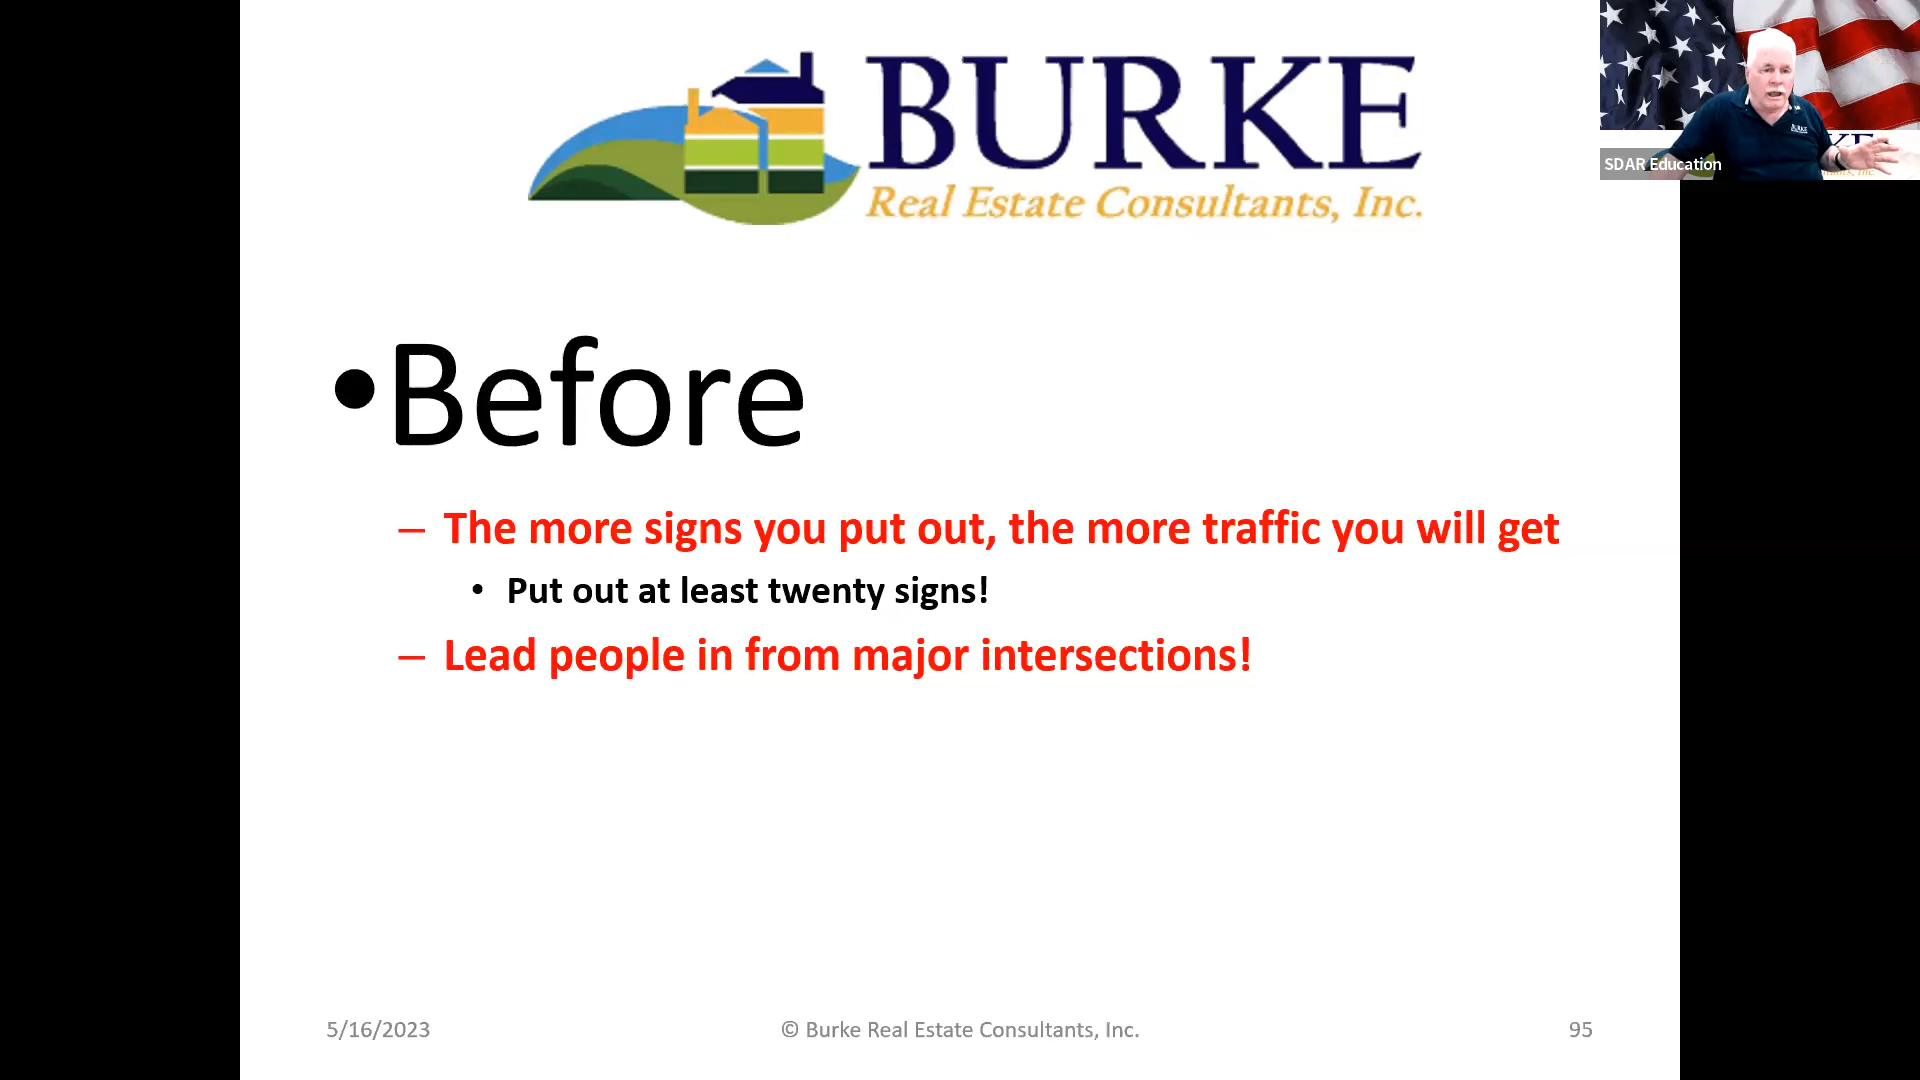 BURKE
Real Estate Consultants, Inc.
SDAR Education
•Before
– The more signs you put out, the more traffic you will get
• Put out at least twenty signs!
– Lead people in from major intersections!
5/16/2023
© Burke Real Estate Consultants, Inc.
95